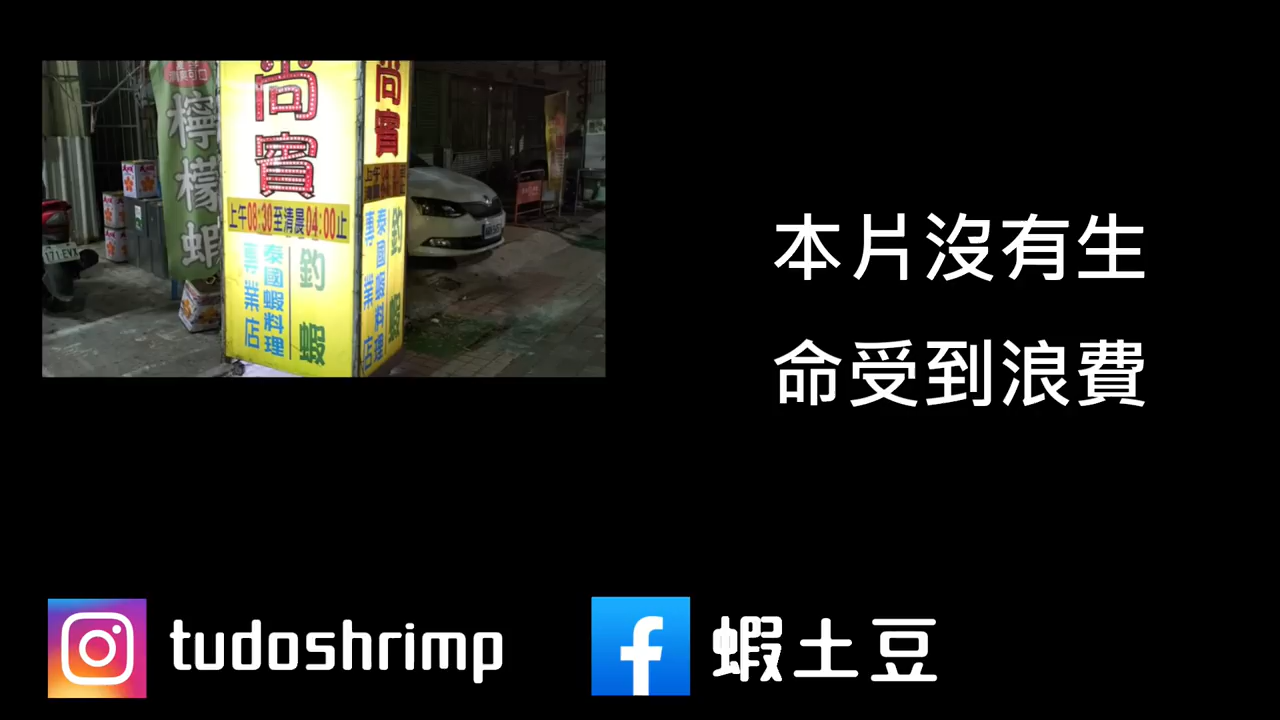 檸檬蝦
尚賓
上午08:30至清晨04:00止
釣蝦
泰國蝦料理
專業店
尚賓
釣蝦
泰國蝦料理
專業店
本片沒有生
命受到浪費
tudoshrimp
蝦土豆